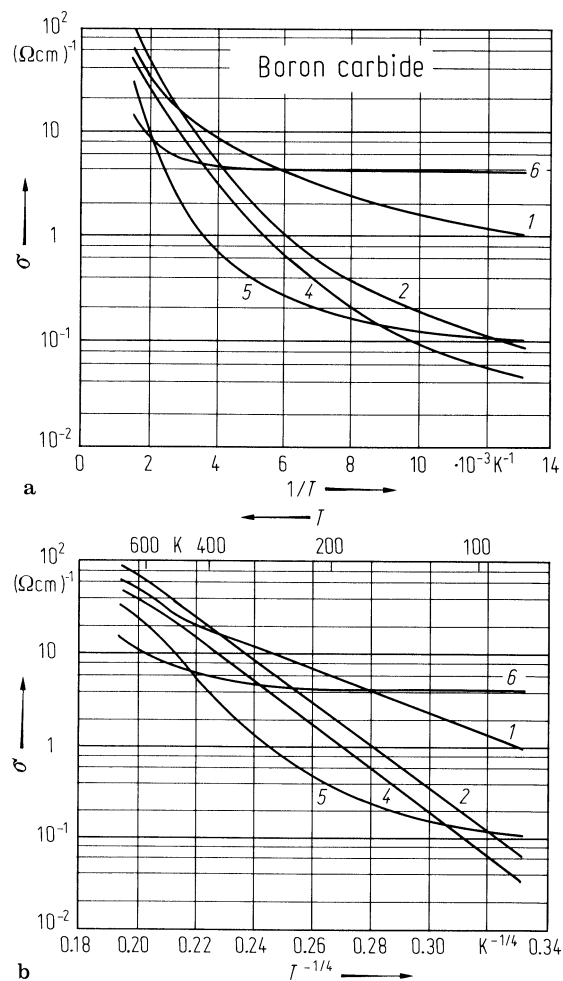 10²
(Ωcm)⁻¹
Boron carbide
10
6
1
1
σ
5 4 2
10⁻¹
10⁻²
0 2 4 6 8 10 ·10⁻³K⁻¹ 14
a
1/T
T
600 K 400 200 100
10²
(Ωcm)⁻¹
10
6
1
1
σ
5 4 2
10⁻¹
10⁻²
0.18 0.20 0.22 0.24 0.26 0.28 0.30 K⁻¹/⁴ 0.34
b
T⁻¹/⁴